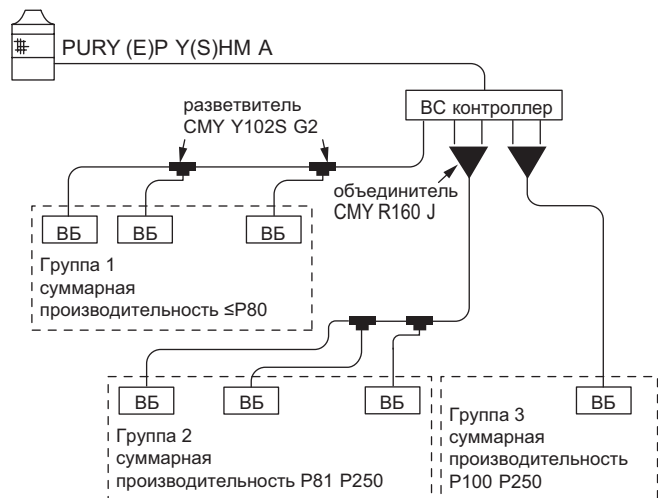 PURY (E)P Y(S)HM A
ВС контроллер
разветвитель
CMY Y102S G2
объединитель
CMY R160 J
ВБ
ВБ
ВБ
Группа 1
суммарная
производительность ≤P80
ВБ
ВБ
ВБ
Группа 2
суммарная
производительность P81 P250
ВБ
Группа 3
суммарная
производительность
P100 P250